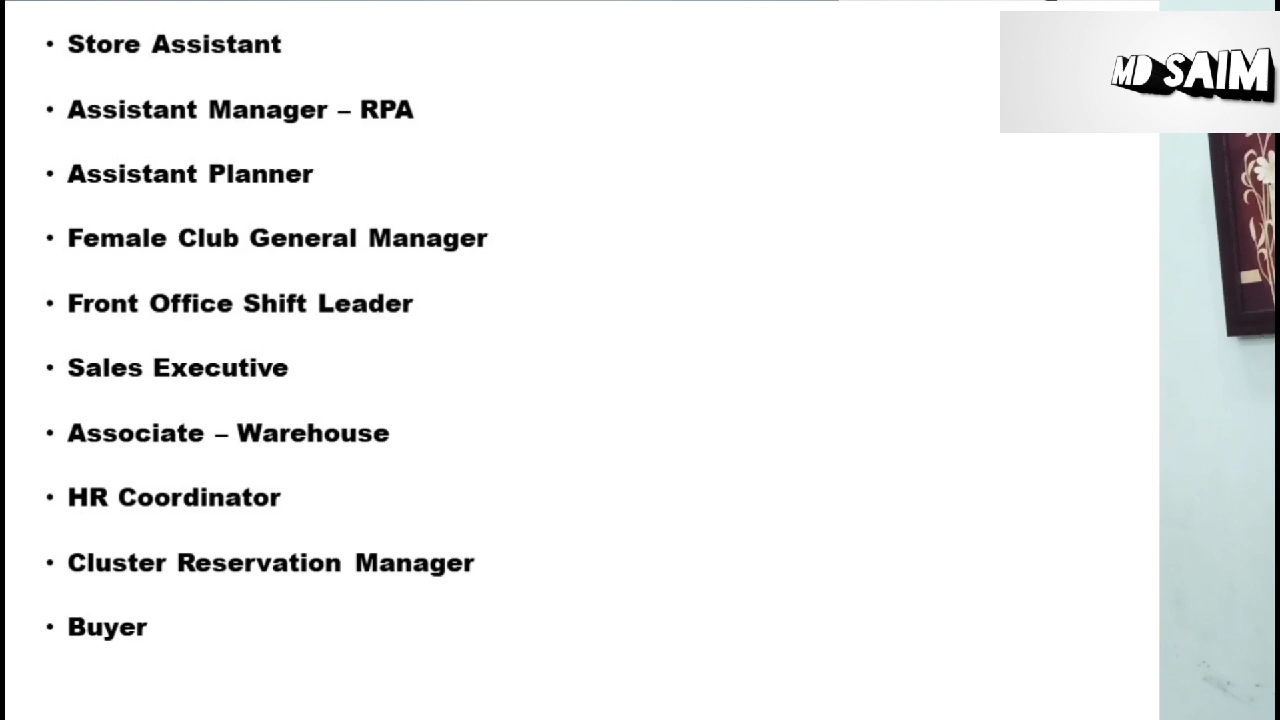 • Store Assistant
• Assistant Manager – RPA
• Assistant Planner
• Female Club General Manager
• Front Office Shift Leader
• Sales Executive
• Associate – Warehouse
• HR Coordinator
• Cluster Reservation Manager
• Buyer
MD SAIM